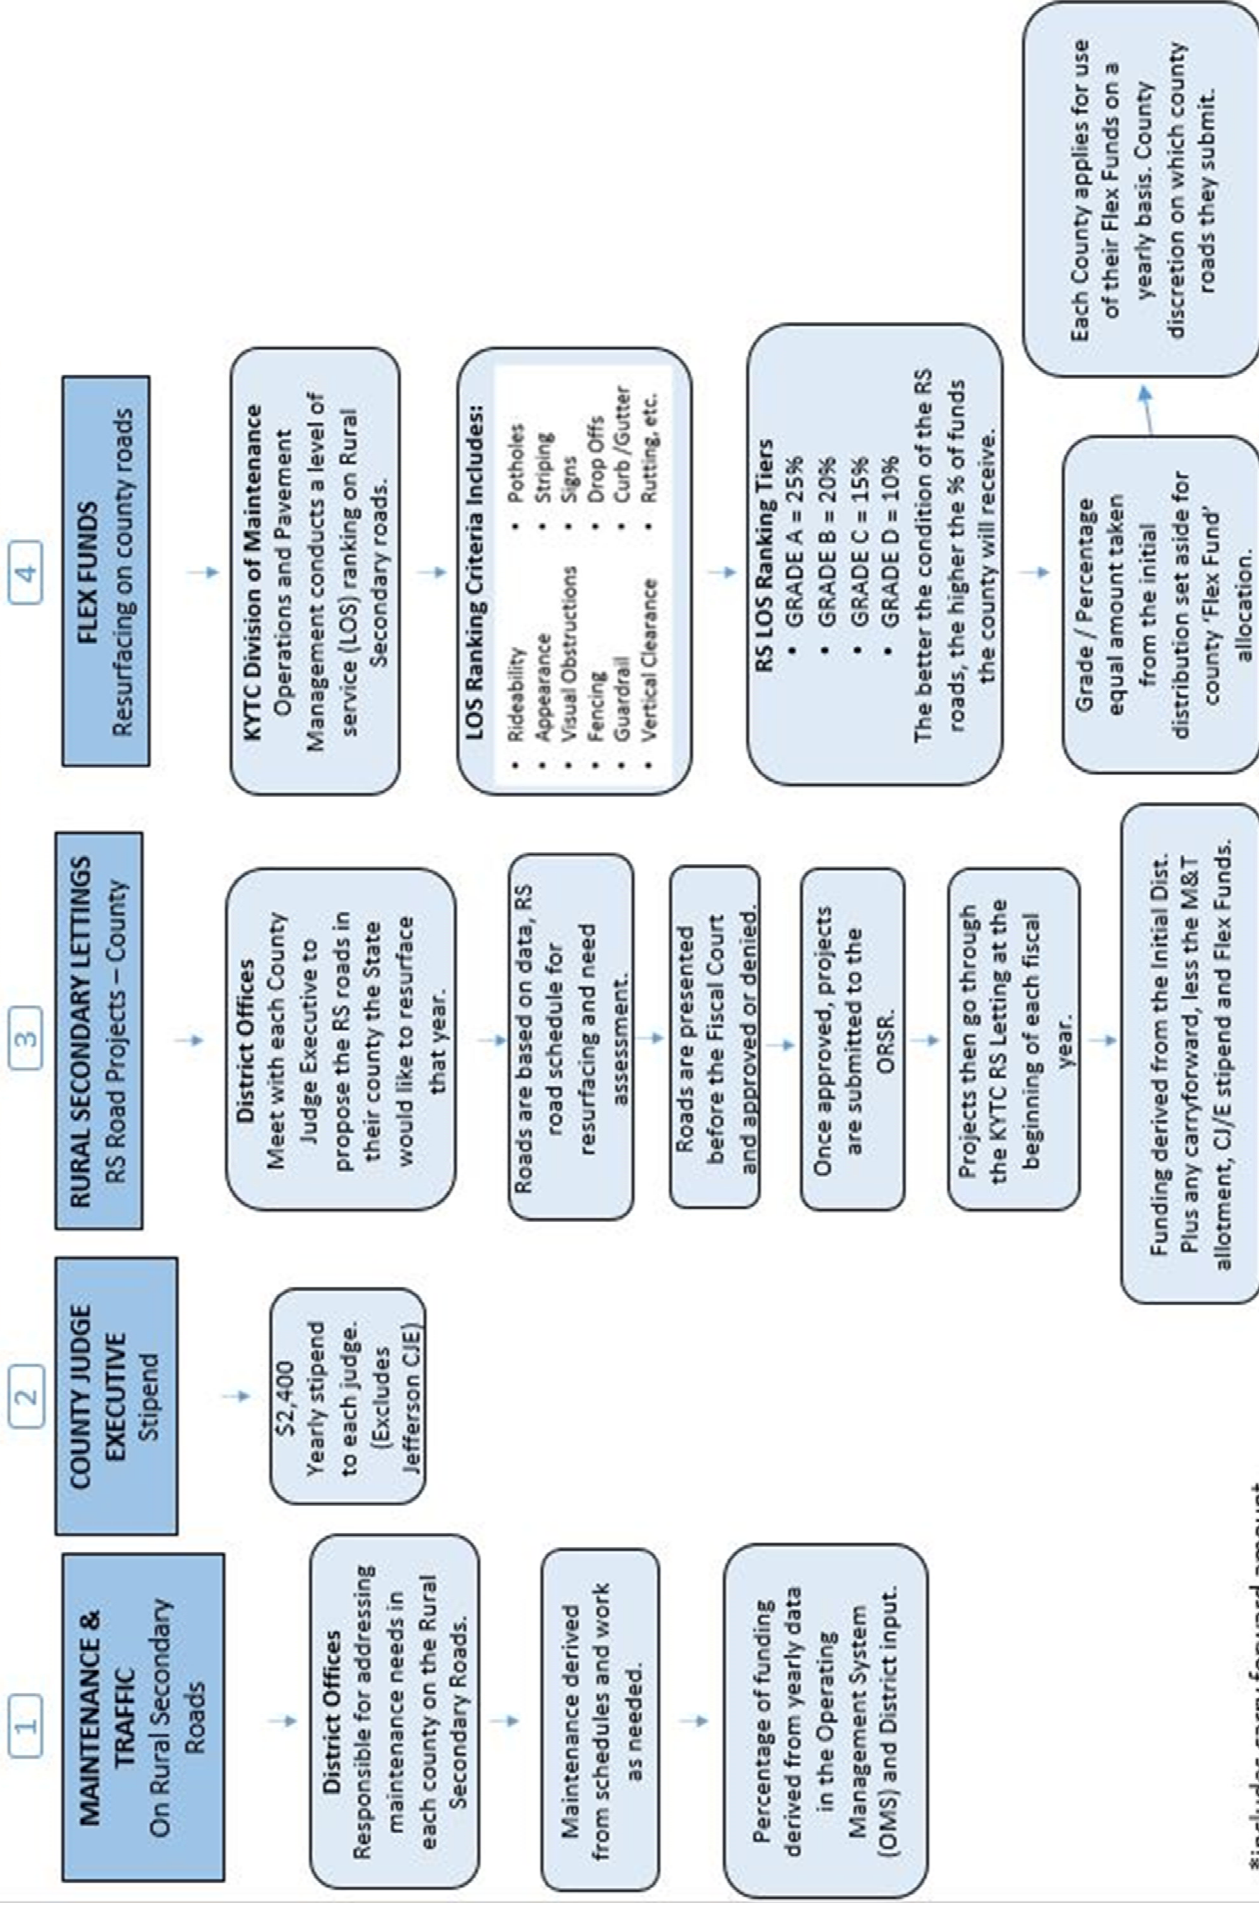 1
MAINTENANCE &
TRAFFIC
On Rural Secondary
Roads
District Offices
Responsible for addressing
maintenance needs in
each county on the Rural
Secondary Roads.
Maintenance derived
from schedules and work
as needed.
Percentage of funding
derived from yearly data
in the Operating
Management System
(OMS) and District input.
2
COUNTY JUDGE
EXECUTIVE
Stipend
$2,400
Yearly stipend
to each judge.
(Excludes
Jefferson CJE)
3
RURAL SECONDARY LETTINGS
RS Road Projects – County
District Offices
Meet with each County
Judge Executive to
propose the RS roads in
their county the State
would like to resurface
that year.
Roads are based on data, RS
road schedule for
resurfacing and need
assessment.
Roads are presented
before the Fiscal Court
and approved or denied.
Once approved, projects
are submitted to the
ORSR.
Projects then go through
the KYTC RS Letting at the
beginning of each fiscal
year.
Funding derived from the Initial Dist.
Plus any carryforward, less the M&T
allotment, CJ/E stipend and Flex Funds.
4
FLEX FUNDS
Resurfacing on county roads
KYTC Division of Maintenance
Operations and Pavement
Management conducts a level of
service (LOS) ranking on Rural
Secondary roads.
LOS Ranking Criteria Includes:
• Rideability
• Appearance
• Visual Obstructions
• Fencing
• Guardrail
• Vertical Clearance
• Potholes
• Striping
• Signs
• Drop Offs
• Curb /Gutter
• Rutting, etc.
RS LOS Ranking Tiers
• GRADE A = 25%
• GRADE B = 20%
• GRADE C = 15%
• GRADE D = 10%
The better the condition of the RS
roads, the higher the % of funds
the county will receive.
Grade / Percentage
equal amount taken
from the initial
distribution set aside for
county ‘Flex Fund’
allocation.
Each County applies for use
of their Flex Funds on a
yearly basis. County
discretion on which county
roads they submit.
*includes carry forward amount